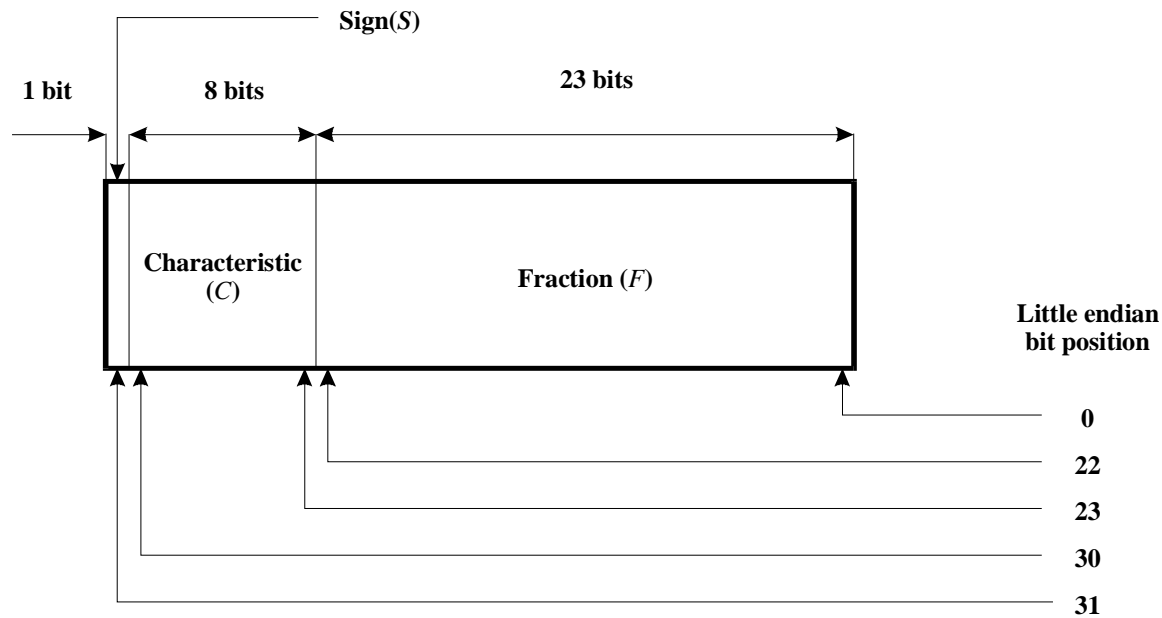 Sign(S)
1 bit
8 bits
23 bits
Characteristic
(C)
Fraction (F)
Little endian
bit position
0
22
23
30
31